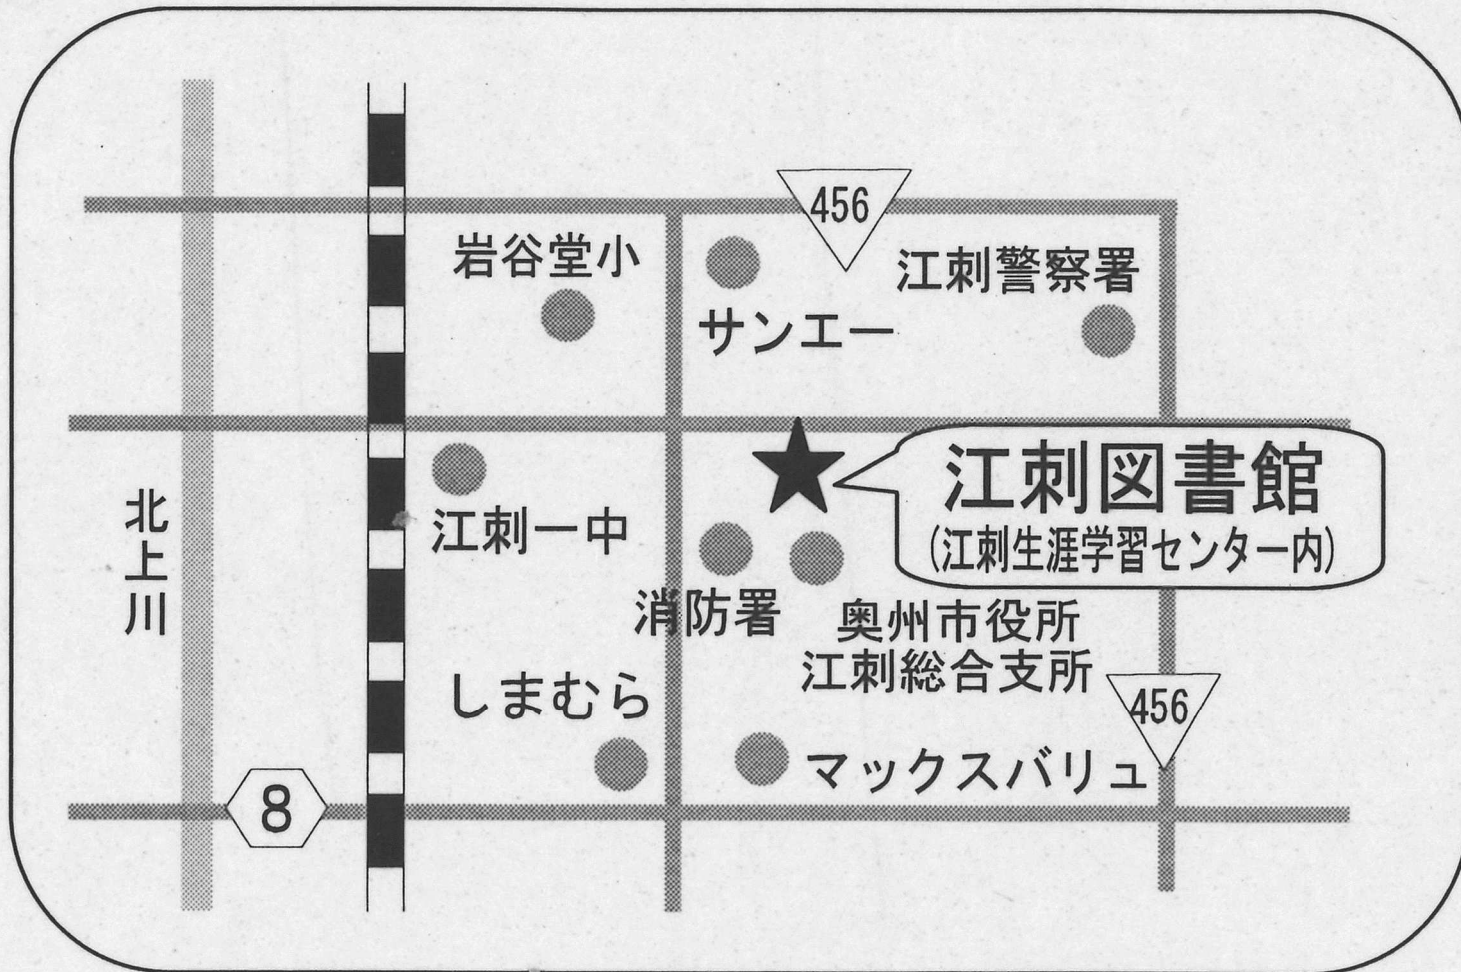 456
岩谷堂小
江刺警察署
サンエー
江刺図書館
(江刺生涯学習センター内)
北上川
江刺一中
消防署
奥州市役所
江刺総合支所
しまむら
456
マックスバリュ
8